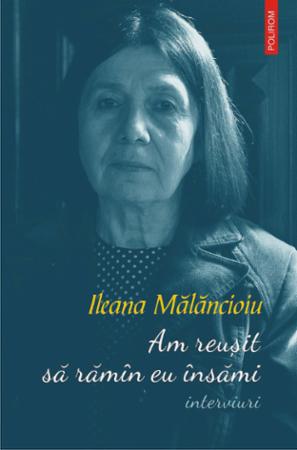 POLIROM
Ileana Mălăncioiu
Am reușit
să rămîn eu însămi
interviuri